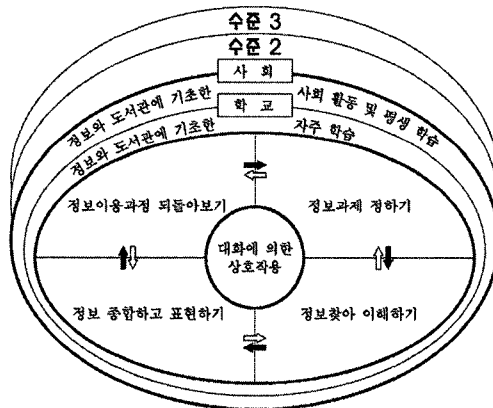 수준 3
수준 2
사 회
정보와 도서관에 기초한 사회 활동 및 평생 학습
학 교
정보와 도서관에 기초한 자주 학습
정보이용과정 되돌아보기
정보과제 정하기
대화에 의한
상호작용
정보 종합하고 표현하기
정보찾아 이해하기